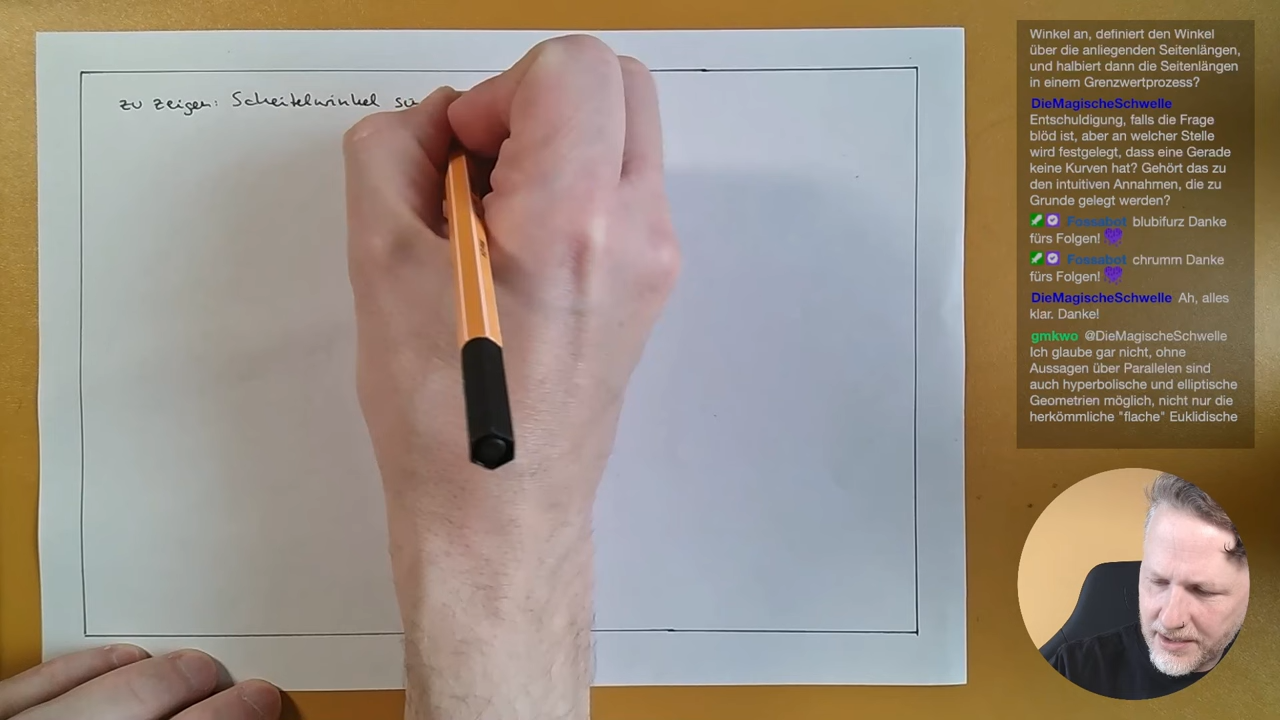 zu zeigen: Scheitelwinkel
Winkel an, definiert den Winkel
über die anliegenden Seitenlängen,
und halbiert dann die Seitenlängen
in einem Grenzwertprozess?
DieMagischeSchwelle
Entschuldigung, falls die Frage
blöd ist, aber an welcher Stelle
wird festgelegt, dass eine Gerade
keine Kurven hat? Gehört das zu
den intuitiven Annahmen, die zu
Grunde gelegt werden?
Fossabot blubifurz Danke
fürs Folgen!
Fossabot chrumm Danke
fürs Folgen!
DieMagischeSchwelle Ah, alles
klar. Danke!
gmkwo @DieMagischeSchwelle
Ich glaube gar nicht, ohne
Aussagen über Parallelen sind
auch hyperbolische und elliptische
Geometrien möglich, nicht nur die
herkömmliche "flache" Euklidische